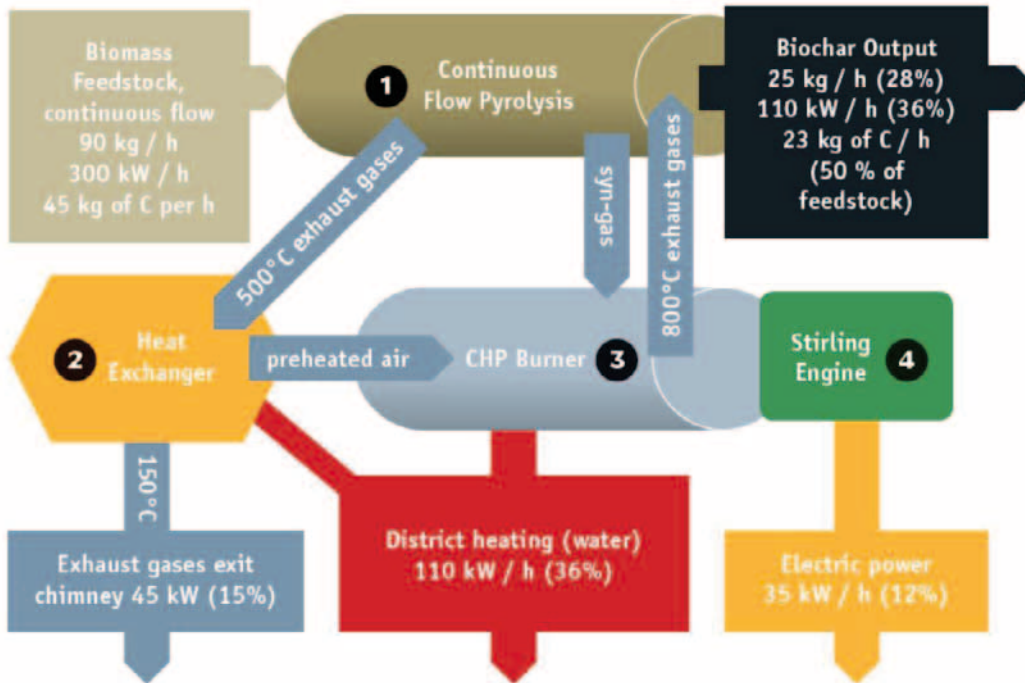 Biomass
Feedstock,
continuous flow
90 kg / h
300 kW / h
45 kg of C per h
1
Continuous
Flow Pyrolysis
Biochar Output
25 kg / h (28%)
110 kW / h (36%)
23 kg of C / h
(50 % of
feedstock)
500°C exhaust gases
syn-gas
800°C exhaust gases
2
Heat
Exchanger
preheated air
CHP Burner
3
Stirling
Engine
4
150°C
Exhaust gases exit
chimney 45 kW (15%)
District heating (water)
110 kW / h (36%)
Electric power
35 kW / h (12%)